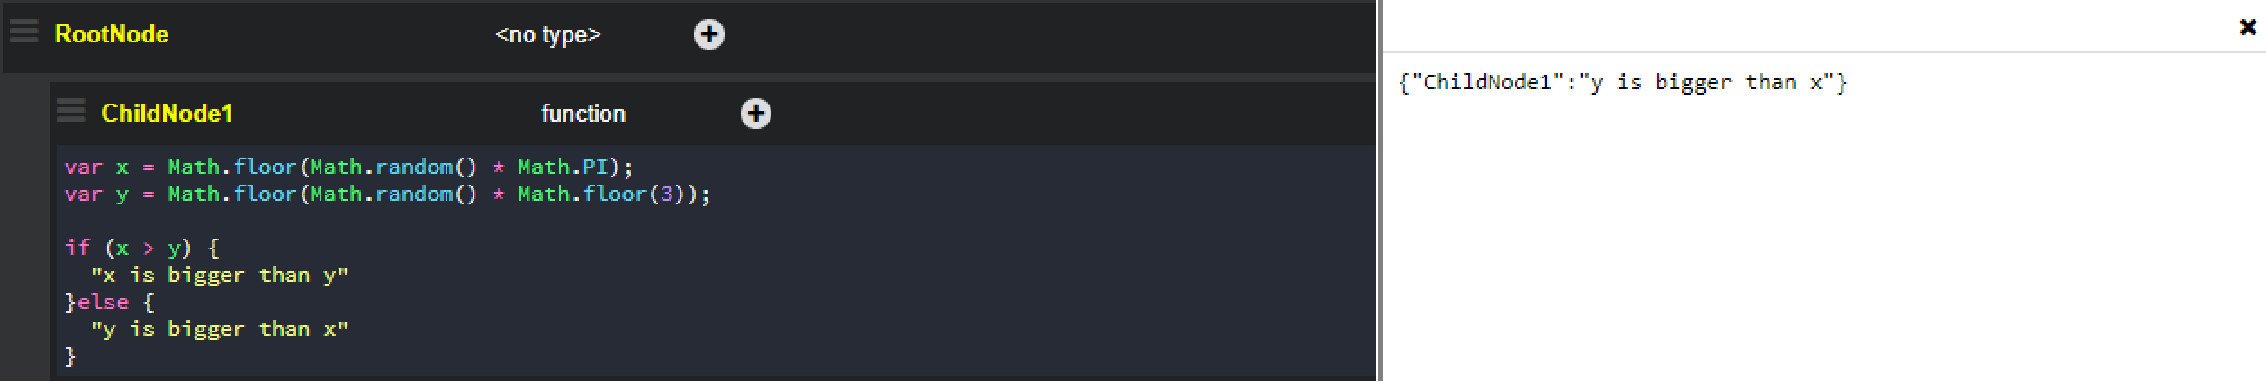 RootNode <no type>
ChildNode1 function
var x = Math.floor(Math.random() * Math.PI);
var y = Math.floor(Math.random() * Math.floor(3));
if (x > y) {
"x is bigger than y"
}else {
"y is bigger than x"
}
{"ChildNode1":"y is bigger than x"}